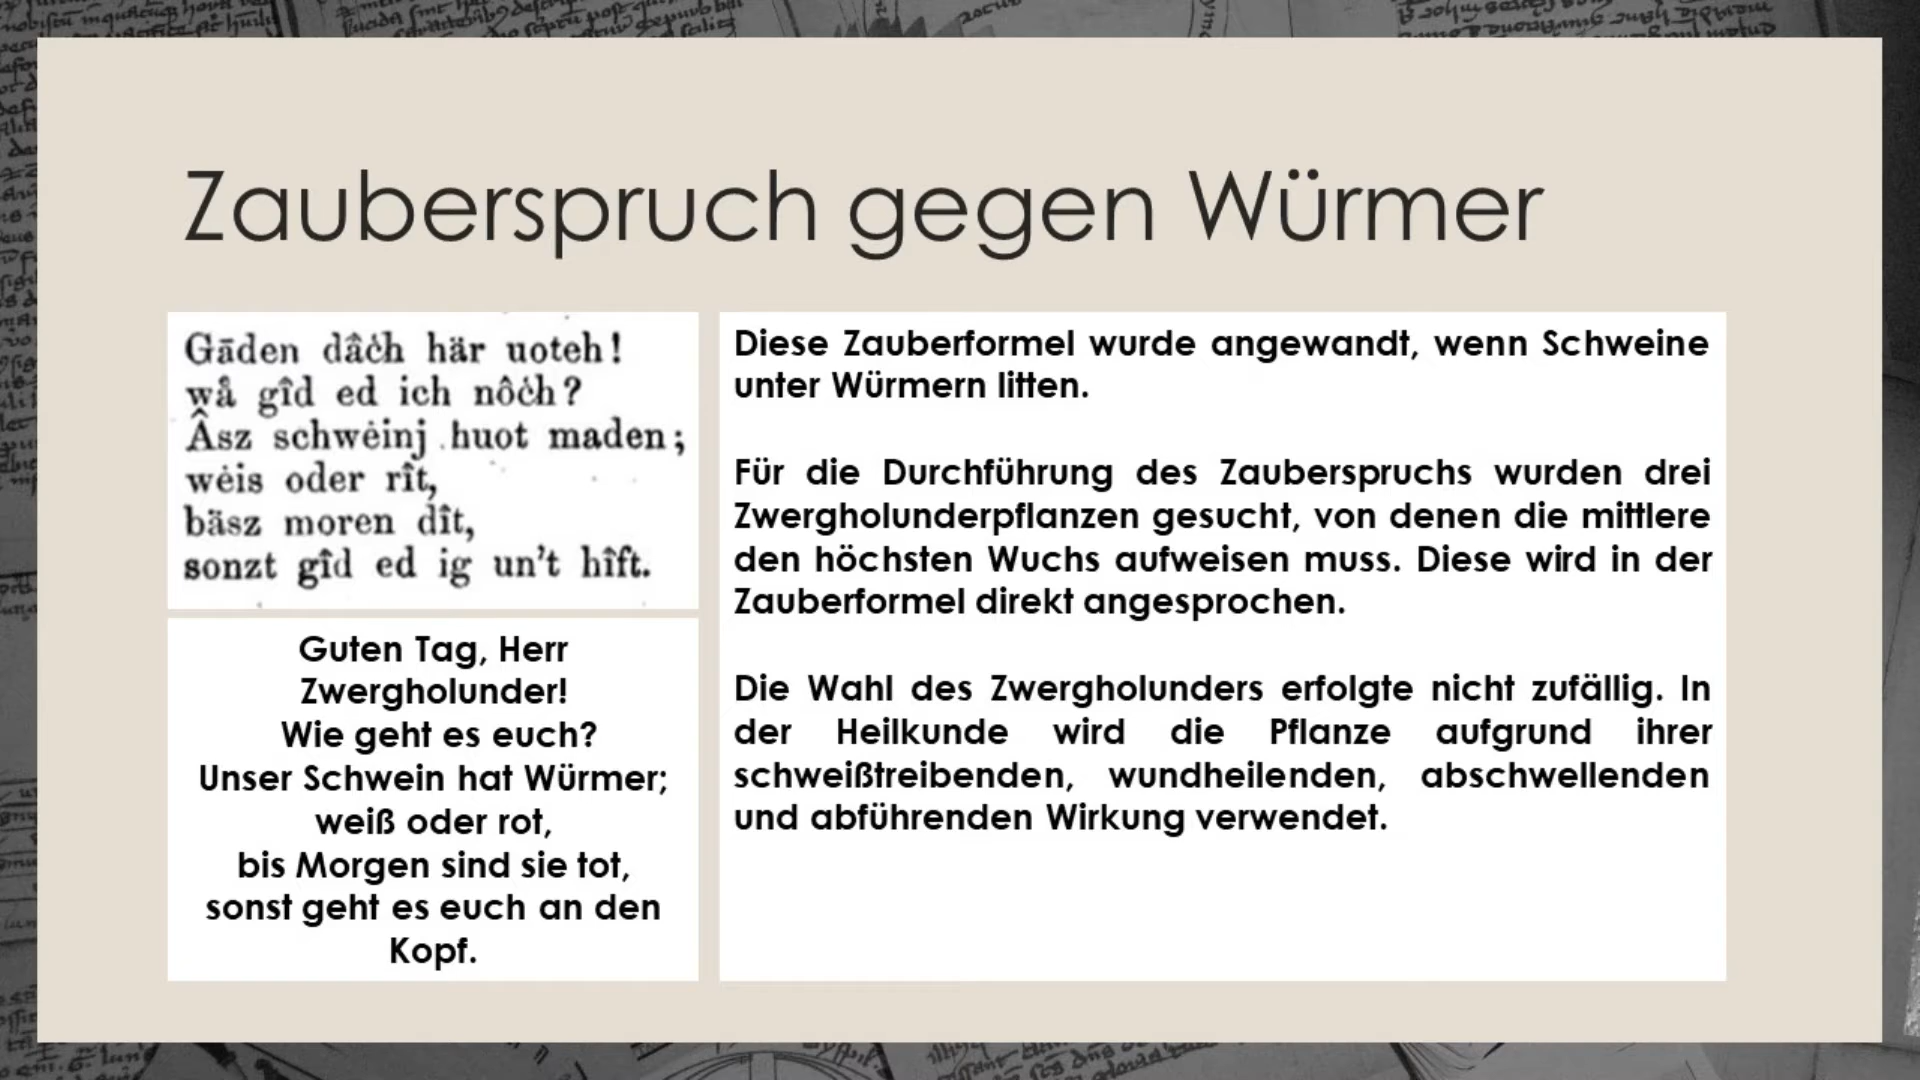 Zauberspruch gegen Würmer
Gāden dâċh här uoteh!
wå gîd ed ich nôċh?
Âsz schwėinj huot maden;
wėis oder rît,
bäsz moren dît,
sonzt gîd ed ig un't hîft.
Guten Tag, Herr
Zwergholunder!
Wie geht es euch?
Unser Schwein hat Würmer;
weiß oder rot,
bis Morgen sind sie tot,
sonst geht es euch an den
Kopf.
Diese Zauberformel wurde angewandt, wenn Schweine
unter Würmern litten.
Für die Durchführung des Zauberspruchs wurden drei
Zwergholunderpflanzen gesucht, von denen die mittlere
den höchsten Wuchs aufweisen muss. Diese wird in der
Zauberformel direkt angesprochen.
Die Wahl des Zwergholunders erfolgte nicht zufällig. In
der Heilkunde wird die Pflanze aufgrund ihrer
schweißtreibenden, wundheilenden, abschwellenden
und abführenden Wirkung verwendet.